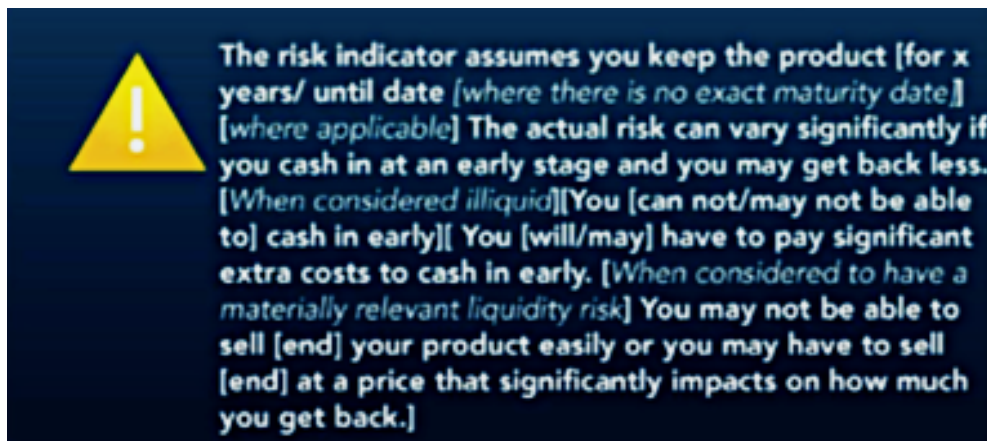 The risk indicator assumes you keep the product [for x
years/ until date [where there is no exact maturity date]]
[where applicable] The actual risk can vary significantly if
you cash in at an early stage and you may get back less.
[When considered illiquid][You [can not/may not be able
to] cash in early][ You [will/may] have to pay significant
extra costs to cash in early. [When considered to have a
materially relevant liquidity risk] You may not be able to
sell [end] your product easily or you may have to sell
[end] at a price that significantly impacts on how much
you get back.]